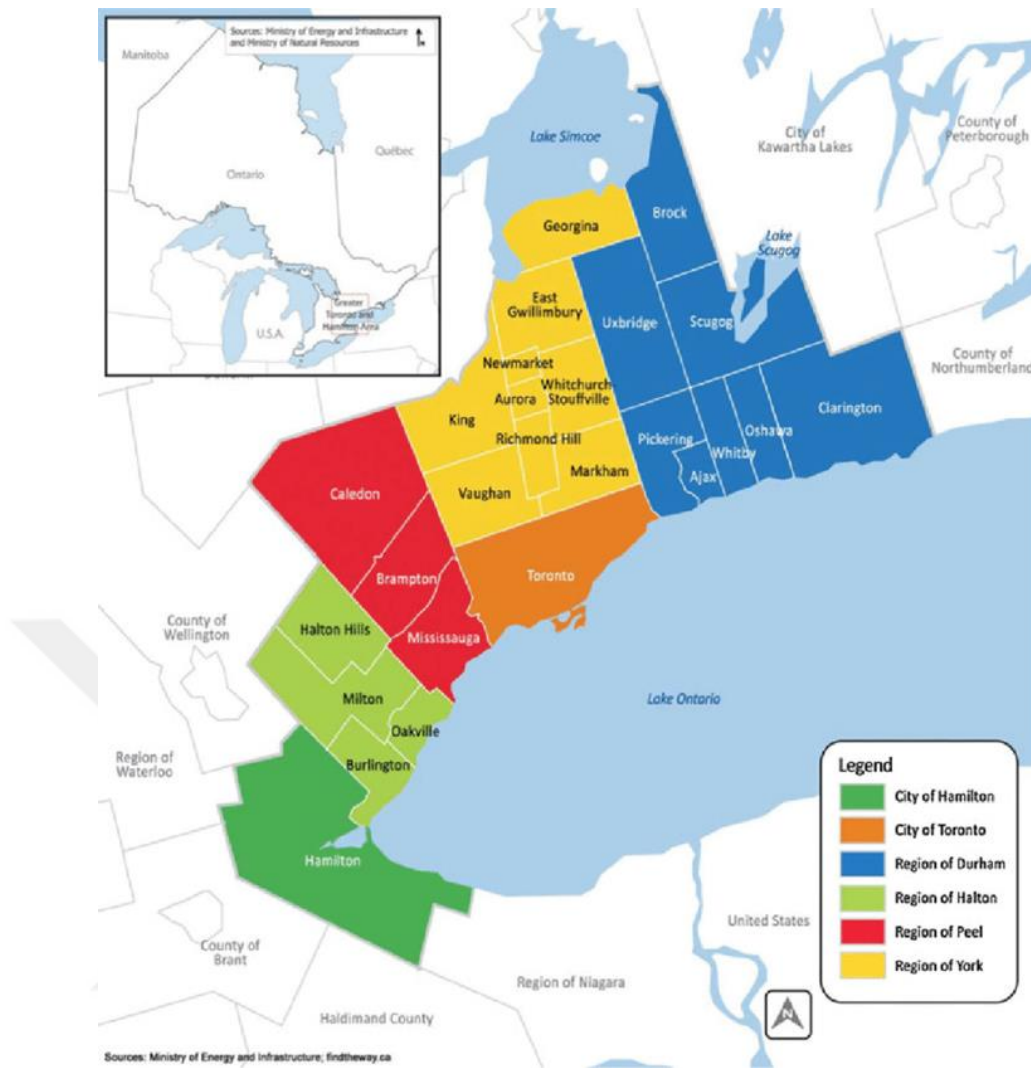 Sources: Ministry of Energy and Infrastructure
and Ministry of Natural Resources
Manitoba
Québec
Ontario
U.S.A.
Greater
Toronto and
Hamilton Area
Lake Simcoe
City of
Kawartha Lakes
County of
Peterborough
Brock
Lake
Scugog
Georgina
East
Gwillimbury
Uxbridge
Scugog
County of
Northumberland
Newmarket
Whitchurch-
Stouffville
Aurora
King
Richmond Hill
Pickering
Clarington
Oshawa
Whitby
Ajax
Markham
Vaughan
Caledon
Toronto
Brampton
Mississauga
County of
Wellington
Halton Hills
Milton
Oakville
Lake Ontario
Burlington
Region of
Waterloo
Hamilton
Legend
City of Hamilton
City of Toronto
Region of Durham
Region of Halton
Region of Peel
Region of York
United States
County of
Brant
Region of Niagara
N
Haldimand County
Sources: Ministry of Energy and Infrastructure; findtheway.ca